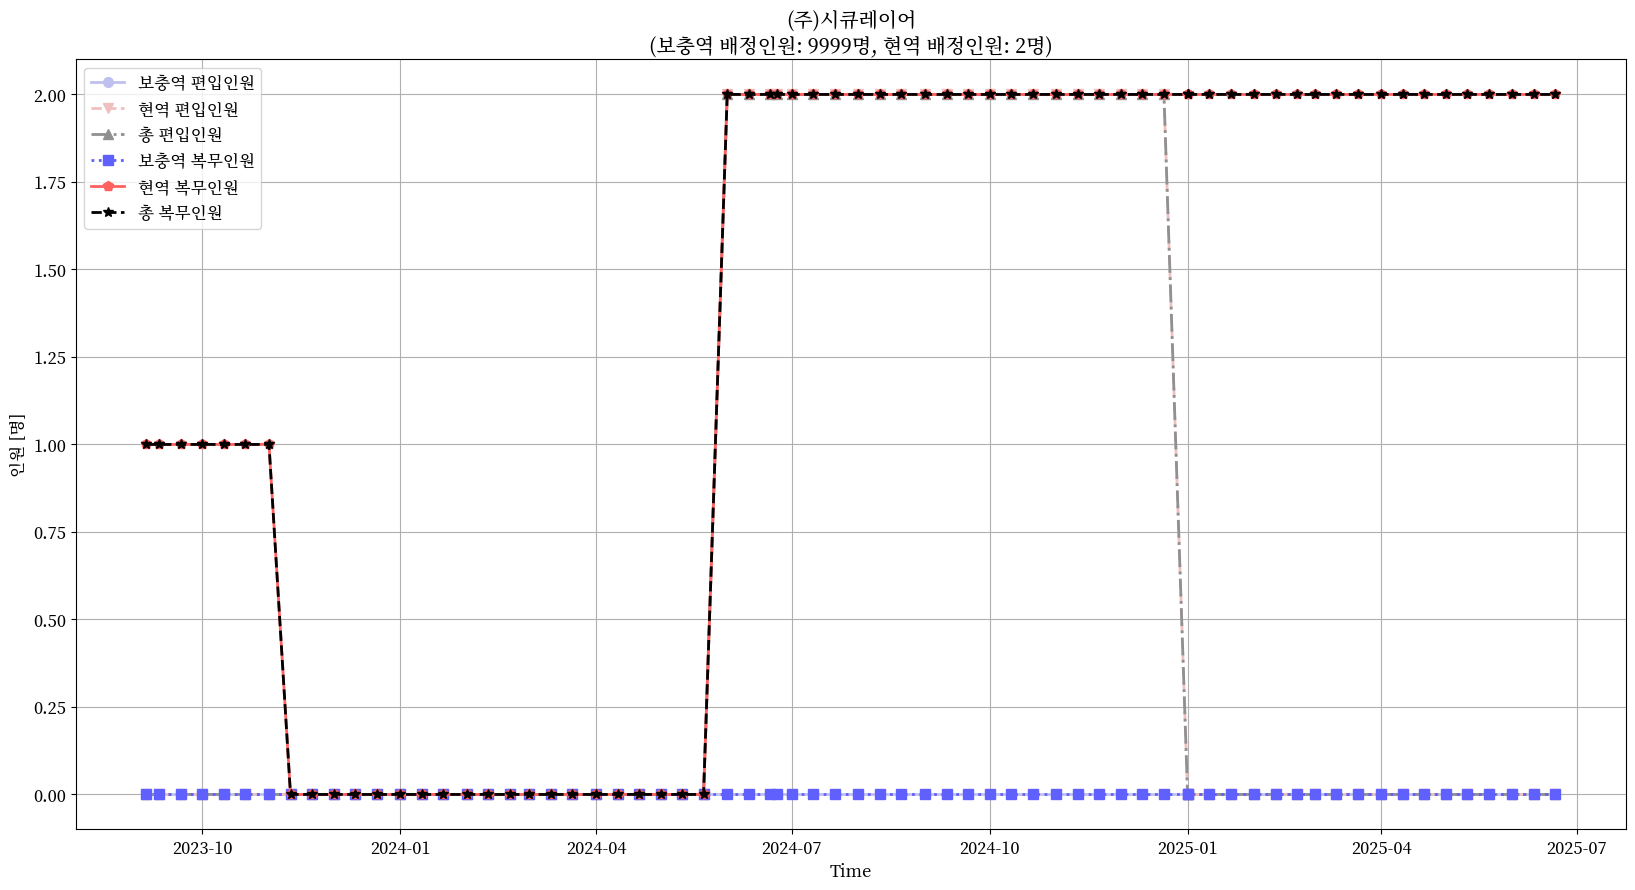 (주)시큐레이어
(보충역 배정인원: 9999명, 현역 배정인원: 2명)
보충역 편입인원
현역 편입인원
총 편입인원
보충역 복무인원
현역 복무인원
총 복무인원
2.00
1.75
1.50
1.25
1.00
0.75
0.50
0.25
0.00
인원 [명]
2023-10 2024-01 2024-04 2024-07 2024-10 2025-01 2025-04 2025-07
Time